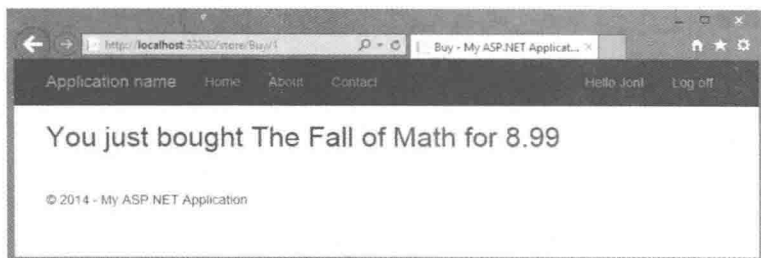 http://localhost:33202/store/Buy/1
Buy - My ASP.NET Applicat...
Application name Home About Contact Hello Jon! Log off
You just bought The Fall of Math for 8.99
© 2014 - My ASP.NET Application